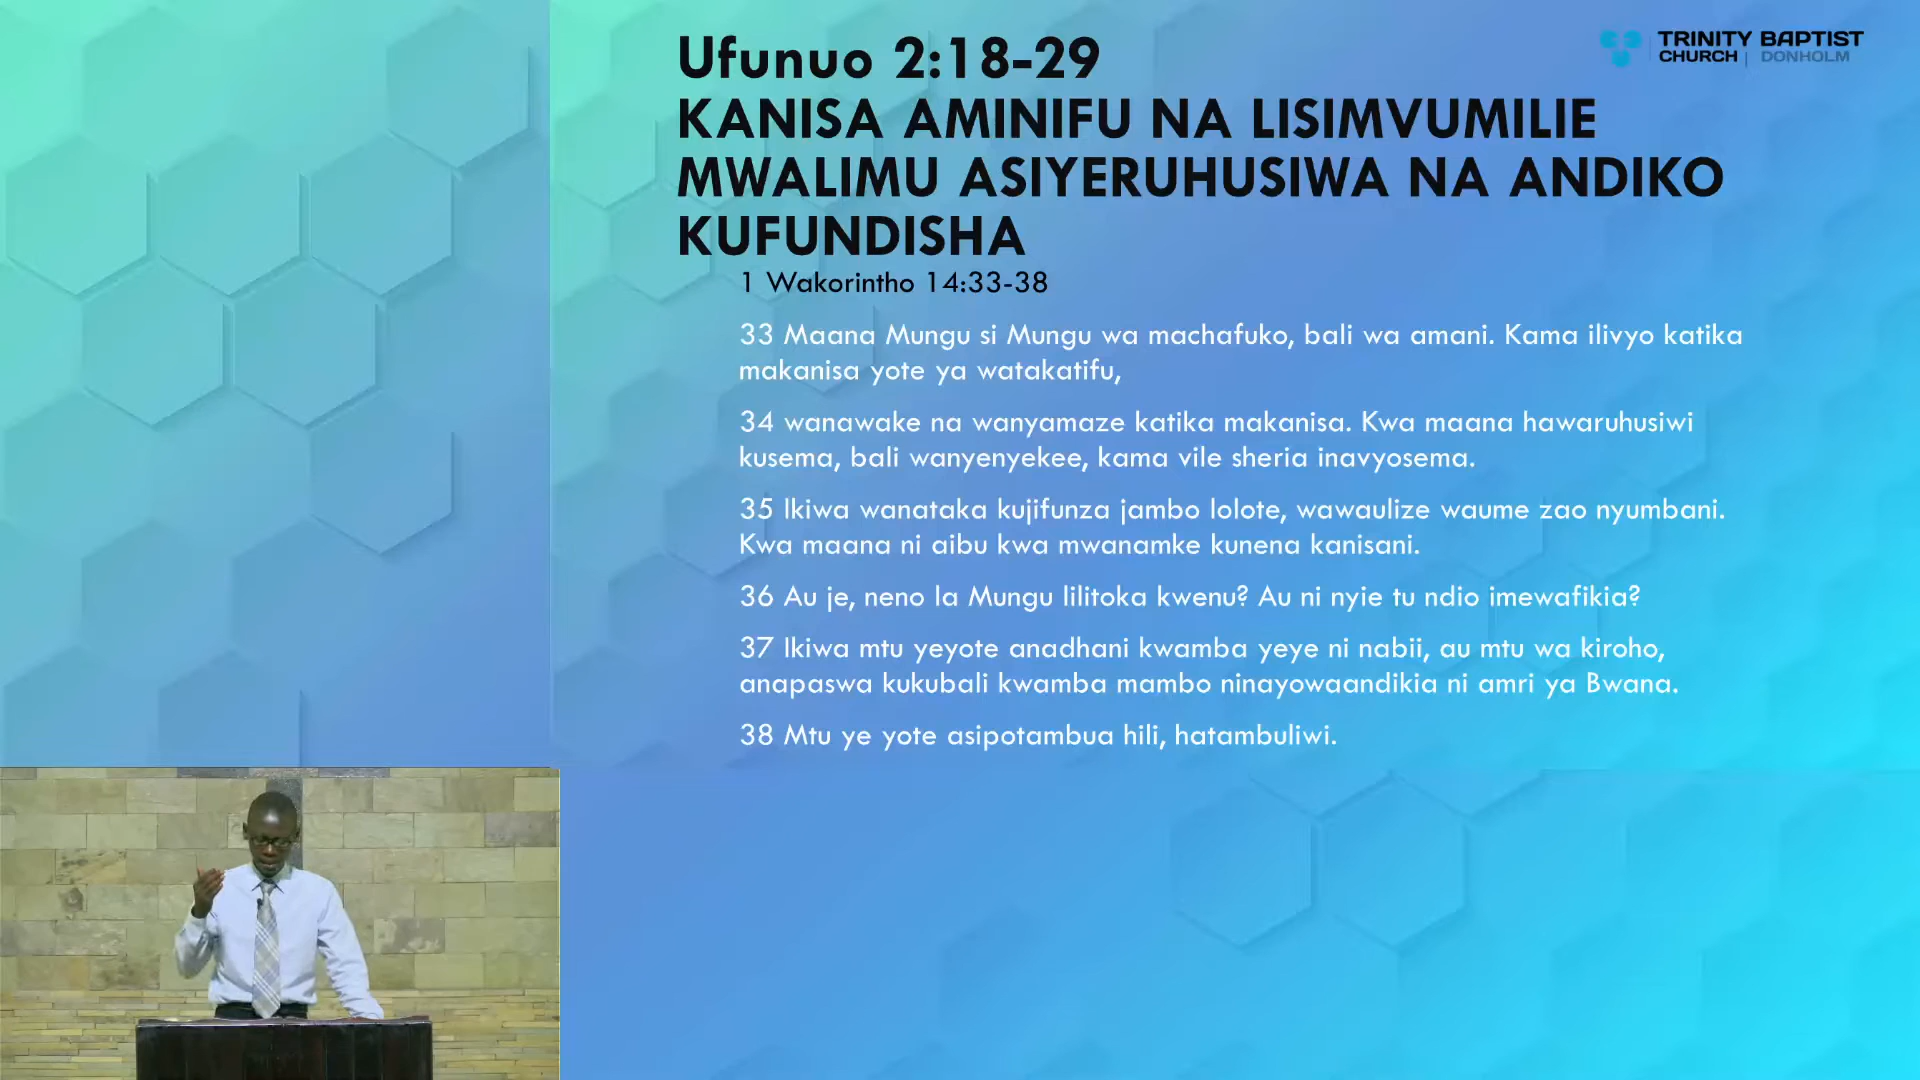 Ufunuo 2:18-29
KANISA AMINIFU NA LISIMVUMILIE
MWALIMU ASIYERUHUSIWA NA ANDIKO
KUFUNDISHA
TRINITY BAPTIST
CHURCH | DONHOLM
1 Wakorintho 14:33-38
33 Maana Mungu si Mungu wa machafuko, bali wa amani. Kama ilivyo katika
makanisa yote ya watakatifu,
34 wanawake na wanyamaze katika makanisa. Kwa maana hawaruhusiwi
kusema, bali wanyenyekee, kama vile sheria inavyosema.
35 Ikiwa wanataka kujifunza jambo lolote, wawaulize waume zao nyumbani.
Kwa maana ni aibu kwa mwanamke kunena kanisani.
36 Au je, neno la Mungu lilitoka kwenu? Au ni nyie tu ndio imewafikia?
37 Ikiwa mtu yeyote anadhani kwamba yeye ni nabii, au mtu wa kiroho,
anapaswa kukubali kwamba mambo ninayowaandikia ni amri ya Bwana.
38 Mtu ye yote asipotambua hili, hatambuliwi.